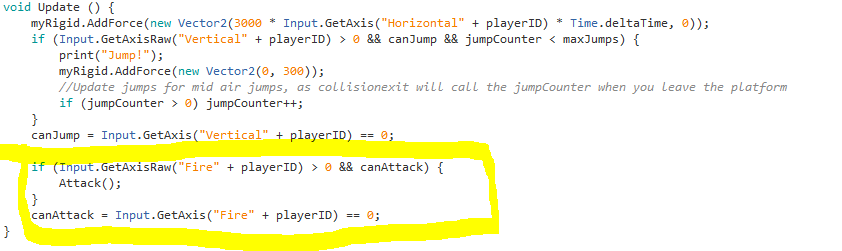 void Update () {
myRigid.AddForce(new Vector2(3000 * Input.GetAxis("Horizontal" + playerID) * Time.deltaTime, 0));
if (Input.GetAxisRaw("Vertical" + playerID) > 0 && canJump && jumpCounter < maxJumps) {
print("Jump!");
myRigid.AddForce(new Vector2(0, 300));
//Update jumps for mid air jumps, as collisionexit will call the jumpCounter when you leave the platform
if (jumpCounter > 0) jumpCounter++;
}
canJump = Input.GetAxis("Vertical" + playerID) == 0;
if (Input.GetAxisRaw("Fire" + playerID) > 0 && canAttack) {
Attack();
}
canAttack = Input.GetAxis("Fire" + playerID) == 0;
}